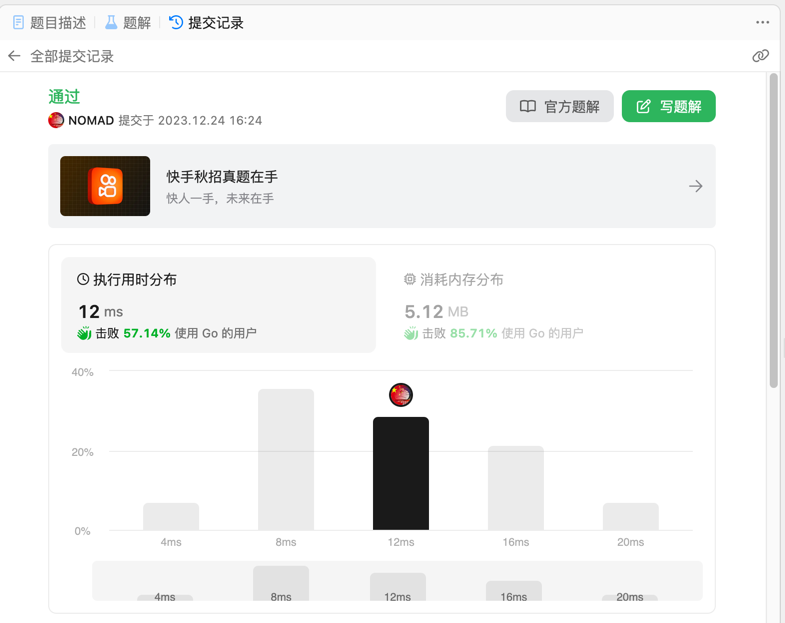 题目描述 题解 提交记录
全部提交记录
通过
官方题解 写题解
NOMAD 提交于 2023.12.24 16:24
快手秋招真题在手
快人一手，未来在手
执行用时分布 消耗内存分布
12 ms 5.12 MB
击败 57.14% 使用 Go 的用户 击败 85.71% 使用 Go 的用户
40%
20%
0%
4ms 8ms 12ms 16ms 20ms
4ms 8ms 12ms 16ms 20ms